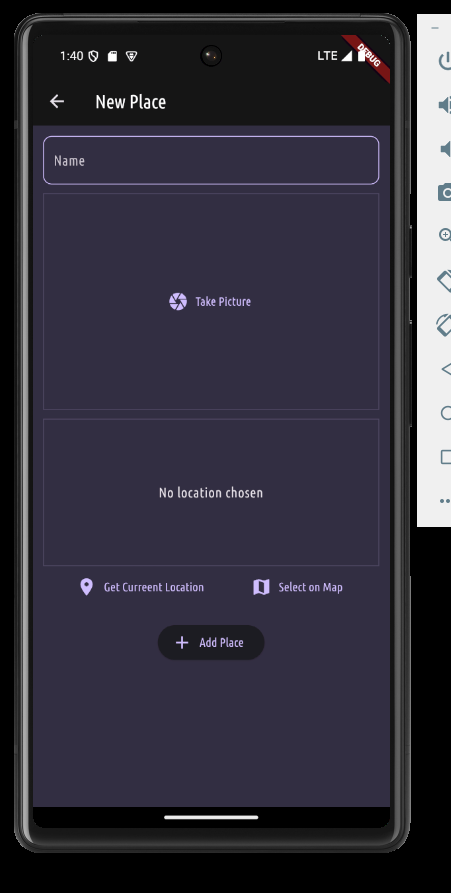 1:40
LTE
DEBUG
New Place
Name
Take Picture
No location chosen
Get Curreent Location
Select on Map
Add Place